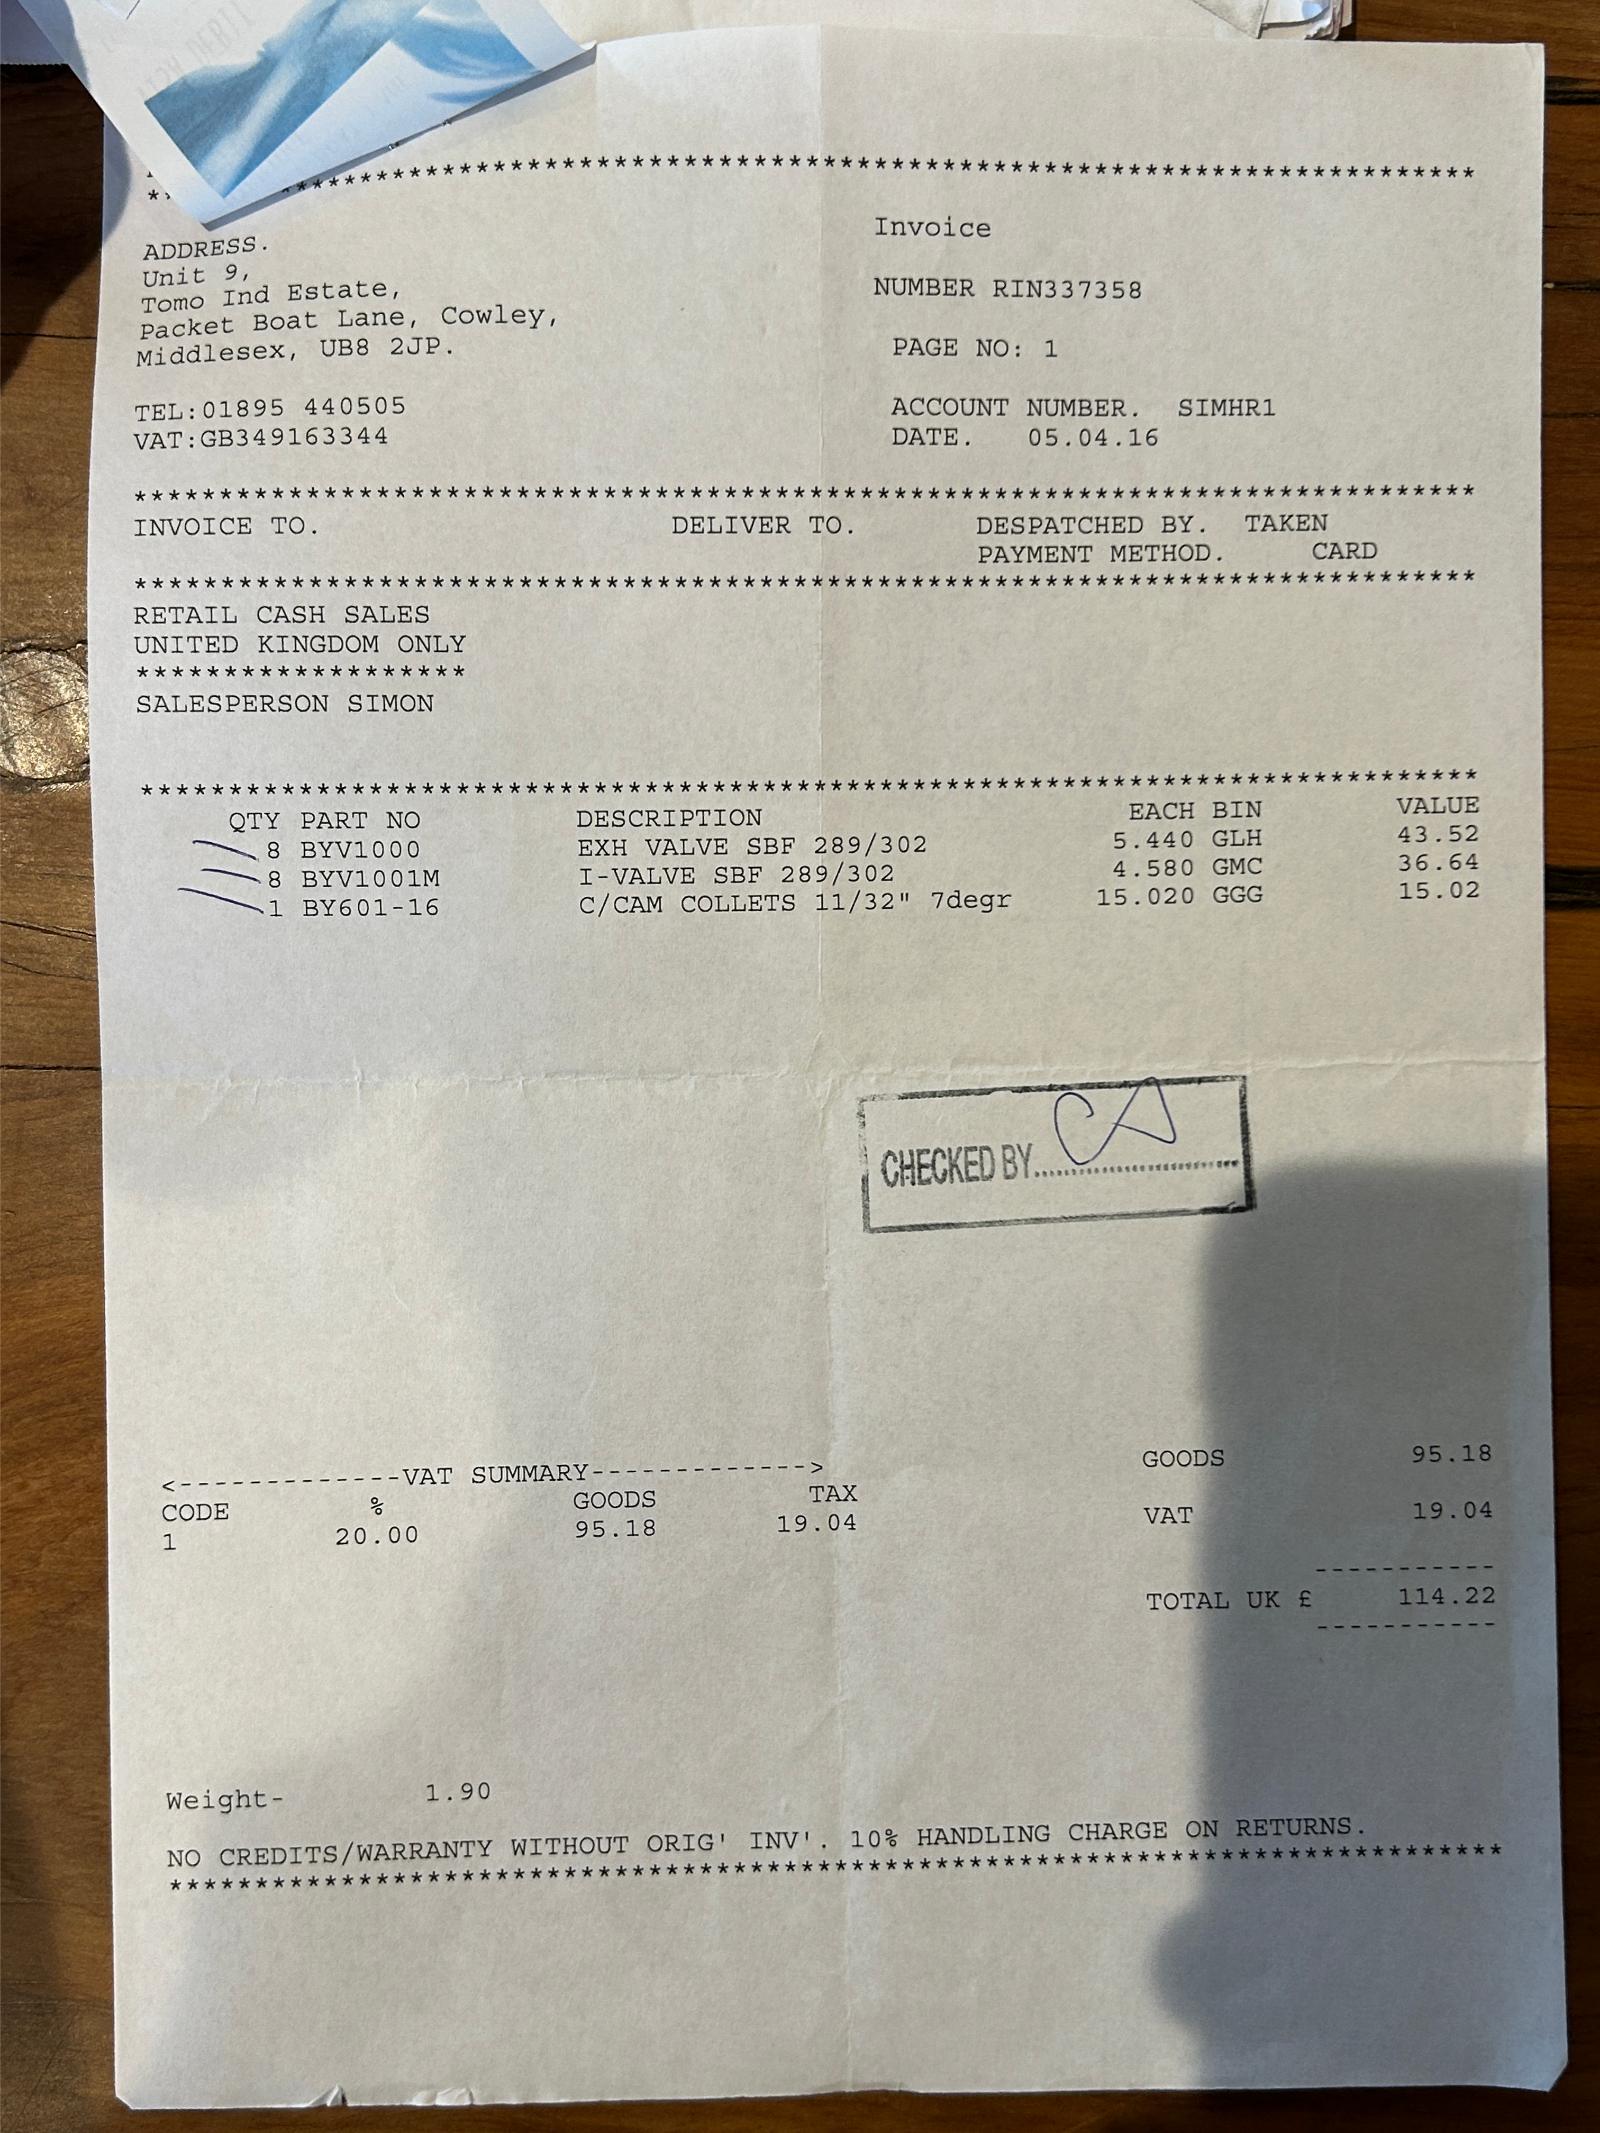 ********************************************************************************
ADDRESS.
Unit 9,
Tomo Ind Estate,
Packet Boat Lane, Cowley,
Middlesex, UB8 2JP.
TEL:01895 440505
VAT:GB349163344
Invoice
NUMBER RIN337358
PAGE NO: 1
ACCOUNT NUMBER. SIMHR1
DATE. 05.04.16
********************************************************************************
INVOICE TO. DELIVER TO. DESPATCHED BY. TAKEN
PAYMENT METHOD. CARD
********************************************************************************
RETAIL CASH SALES
UNITED KINGDOM ONLY
*******************
SALESPERSON SIMON
********************************************************************************
QTY PART NO DESCRIPTION EACH BIN VALUE
8 BYV1000 EXH VALVE SBF 289/302 5.440 GLH 43.52
8 BYV1001M I-VALVE SBF 289/302 4.580 GMC 36.64
1 BY601-16 C/CAM COLLETS 11/32" 7degr 15.020 GGG 15.02
CHECKED BY..............................
<-------------VAT SUMMARY------------->
CODE % GOODS TAX
1 20.00 95.18 19.04
GOODS 95.18
VAT 19.04
-----------
TOTAL UK £ 114.22
-----------
Weight- 1.90
NO CREDITS/WARRANTY WITHOUT ORIG' INV'. 10% HANDLING CHARGE ON RETURNS.
********************************************************************************